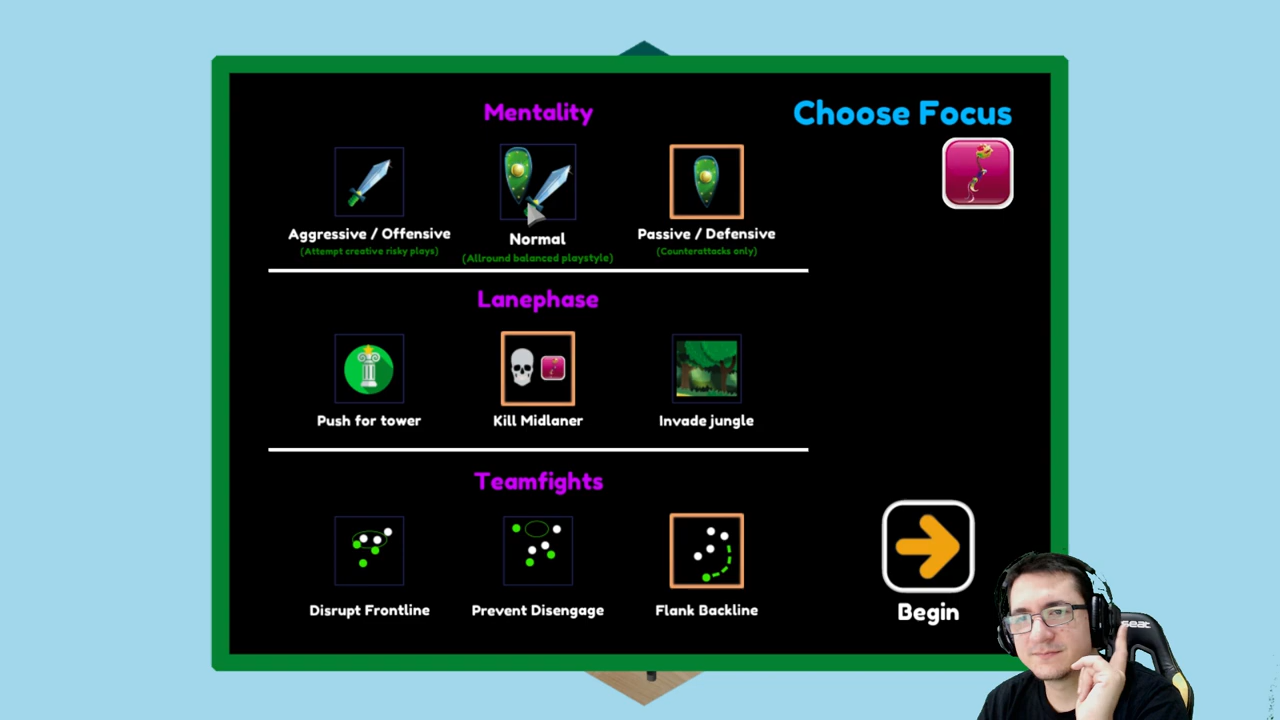 Mentality
Choose Focus
Aggressive / Offensive
(Attempt creative risky plays)
Normal
(Allround balanced playstyle)
Passive / Defensive
(Counterattacks only)
Lanephase
Push for tower
Kill Midlaner
Invade jungle
Teamfights
Disrupt Frontline
Prevent Disengage
Flank Backline
Begin
seat